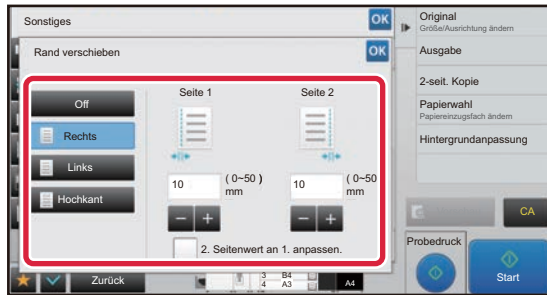 Sonstiges
OK
Rand verschieben
OK
Off
Rechts
Links
Hochkant
Seite 1
Seite 2
10
( 0~50 )
mm
10
( 0~50
mm
− +
− +
2. Seitenwert an 1. anpassen.
Zurück
3 B4
4 A3
A4
Original
Größe/Ausrichtung ändern
Ausgabe
2-seit. Kopie
Papierwahl
Papiereinzugsfach ändern
Hintergrundanpassung
CA
Probedruck
Start